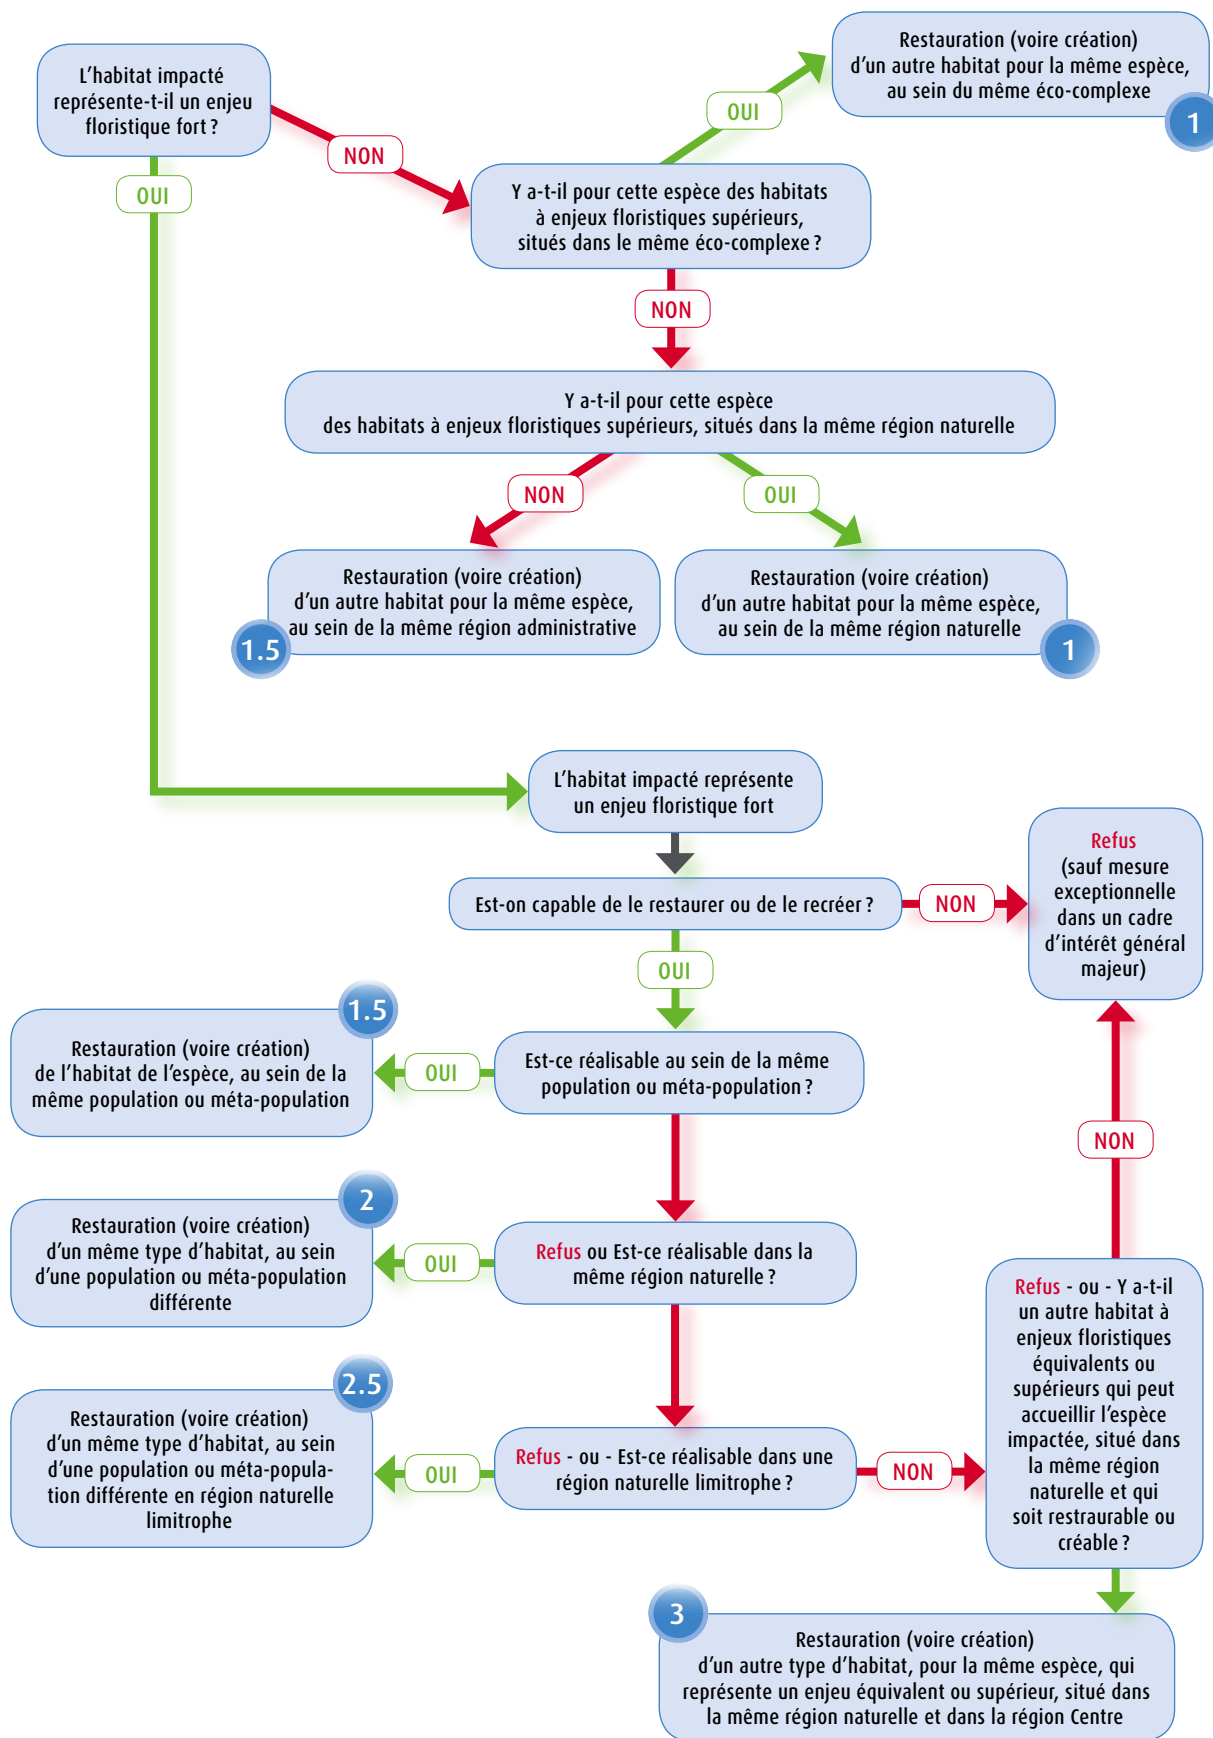 L'habitat impacté
représente-t-il un enjeu
floristique fort ?
Restauration (voire création)
d'un autre habitat pour la même espèce,
au sein du même éco-complexe
1
OUI
NON
OUI
Y a-t-il pour cette espèce des habitats
à enjeux floristiques supérieurs,
situés dans le même éco-complexe ?
NON
Y a-t-il pour cette espèce
des habitats à enjeux floristiques supérieurs, situés dans la même région naturelle
NON
OUI
Restauration (voire création)
d'un autre habitat pour la même espèce,
au sein de la même région administrative
1.5
Restauration (voire création)
d'un autre habitat pour la même espèce,
au sein de la même région naturelle
1
L'habitat impacté représente
un enjeu floristique fort
Est-on capable de le restaurer ou de le recréer ?
NON
Refus
(sauf mesure
exceptionnelle
dans un cadre
d'intérêt général
majeur)
OUI
1.5
Restauration (voire création)
de l'habitat de l'espèce, au sein de la
même population ou méta-population
OUI
Est-ce réalisable au sein de la même
population ou méta-population ?
NON
2
Restauration (voire création)
d'un même type d'habitat, au sein
d'une population ou méta-population
différente
OUI
Refus ou Est-ce réalisable dans la
même région naturelle ?
2.5
Restauration (voire création)
d'un même type d'habitat, au sein
d'une population ou méta-popula-
tion différente en région naturelle
limitrophe
OUI
Refus - ou - Est-ce réalisable dans une
région naturelle limitrophe ?
NON
Refus - ou - Y a-t-il
un autre habitat à
enjeux floristiques
équivalents ou
supérieurs qui peut
accueillir l'espèce
impactée, situé dans
la même région
naturelle et qui
soit restraurable ou
créable ?
3
Restauration (voire création)
d'un autre type d'habitat, pour la même espèce, qui
représente un enjeu équivalent ou supérieur, situé dans
la même région naturelle et dans la région Centre